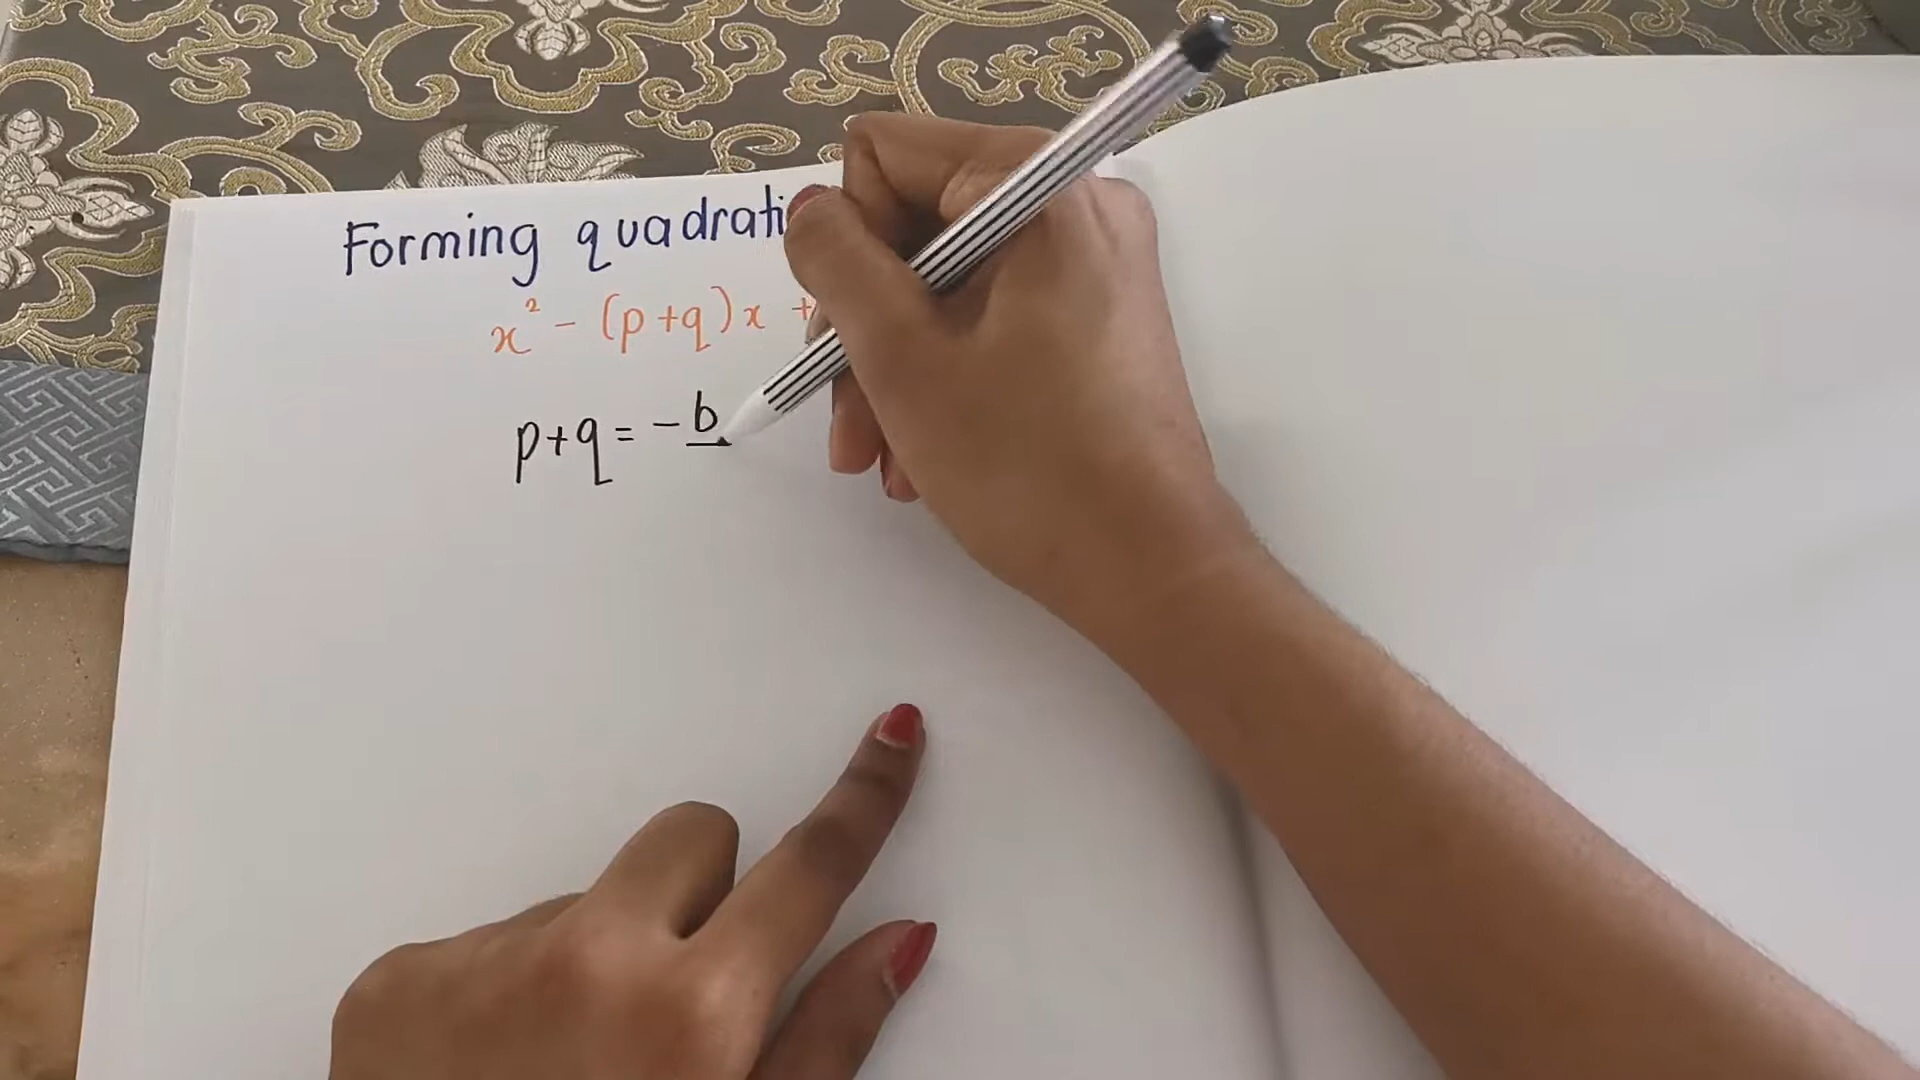 Forming quadrati
x² - (p+q)x +
p+q = -b